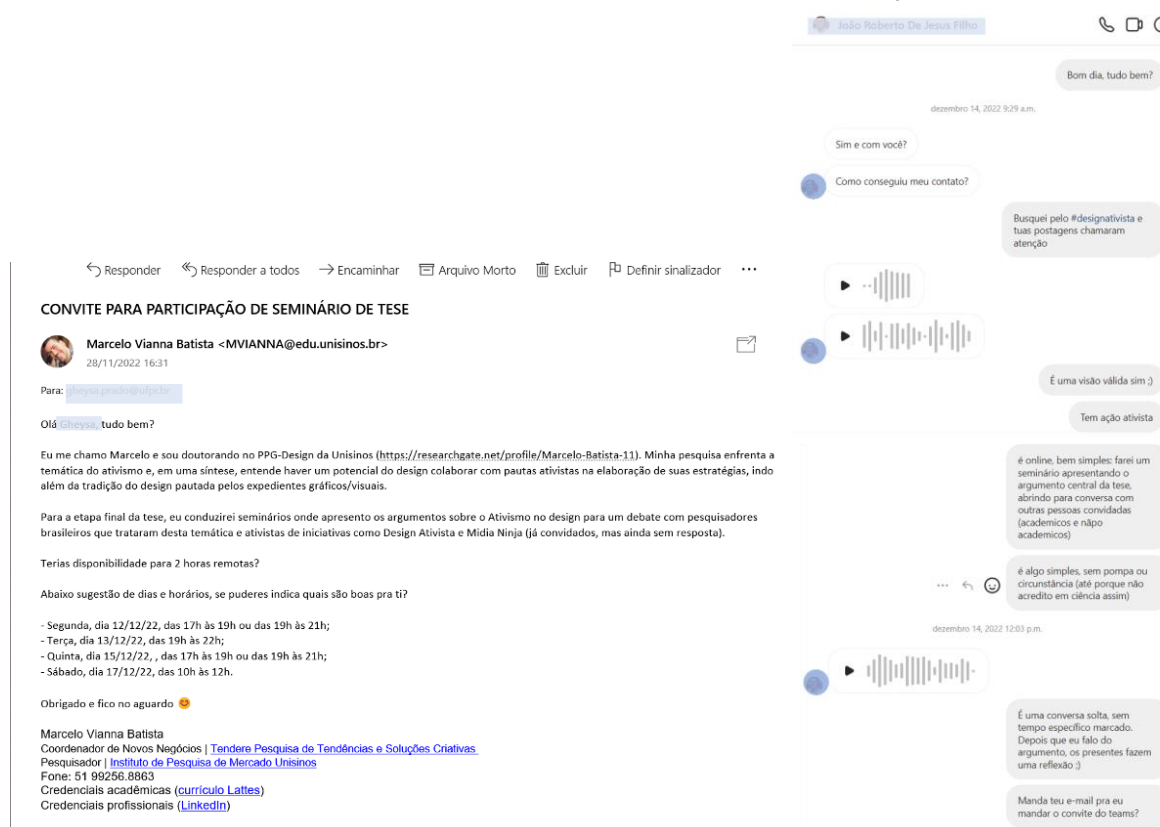 Responder Responder a todos Encaminhar Arquivo Morto Excluir Definir sinalizador ...
CONVITE PARA PARTICIPAÇÃO DE SEMINÁRIO DE TESE
Marcelo Vianna Batista <MVIANNA@edu.unisinos.br>
28/11/2022 16:31
Para:
Olá Gheysa, tudo bem?
Eu me chamo Marcelo e sou doutorando no PPG-Design da Unisinos (https://researchgate.net/profile/Marcelo-Batista-11). Minha pesquisa enfrenta a
temática do ativismo e, em uma síntese, entende haver um potencial do design colaborar com pautas ativistas na elaboração de suas estratégias, indo
além da tradição do design pautada pelos expedientes gráficos/visuais.
Para a etapa final da tese, eu conduzirei seminários onde apresento os argumentos sobre o Ativismo no design para um debate com pesquisadores
brasileiros que trataram desta temática e ativistas de iniciativas como Design Ativista e Midia Ninja (já convidados, mas ainda sem resposta).
Terias disponibilidade para 2 horas remotas?
Abaixo sugestão de dias e horários, se puderes indica quais são boas pra ti?
- Segunda, dia 12/12/22, das 17h às 19h ou das 19h às 21h;
- Terça, dia 13/12/22, das 19h às 22h;
- Quinta, dia 15/12/22, , das 17h às 19h ou das 19h às 21h;
- Sábado, dia 17/12/22, das 10h às 12h.
Obrigado e fico no aguardo 😊
Marcelo Vianna Batista
Coordenador de Novos Negócios | Tendere Pesquisa de Tendências e Soluções Criativas
Pesquisador | Instituto de Pesquisa de Mercado Unisinos
Fone: 51 99256.8863
Credenciais acadêmicas (currículo Lattes)
Credenciais profissionais (LinkedIn)
João Roberto De Jesus Filho
Bom dia, tudo bem?
dezembro 14, 2022 9:29 a.m.
Sim e com você?
Como conseguiu meu contato?
Busquei pelo #designativista e
tuas postagens chamaram
atenção
É uma visão válida sim ;)
Tem ação ativista
é online, bem simples: farei um
seminário apresentando o
argumento central da tese,
abrindo para conversa com
outras pessoas convidadas
(academicos e nãpo
academicos)
é algo simples, sem pompa ou
circunstância (até porque não
acredito em ciência assim)
dezembro 14, 2022 12:03 p.m.
É uma conversa solta, sem
tempo específico marcado.
Depois que eu falo do
argumento, os presentes fazem
uma reflexão ;)
Manda teu e-mail pra eu
mandar o convite do teams?